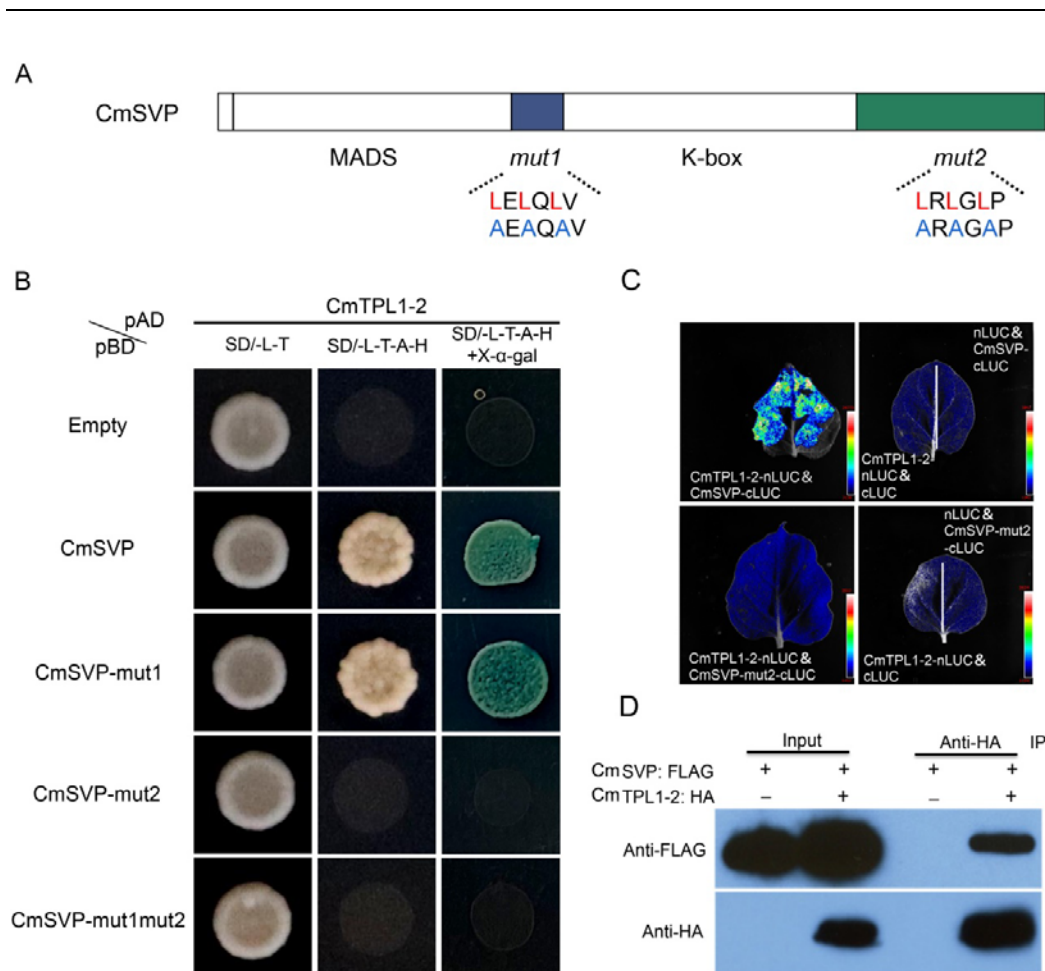 A
CmSVP
MADS
mut1
K-box
mut2
LELQLV
AEAQAV
LRLGLP
ARAGAP
B
pAD
pBD
CmTPL1-2
SD/-L-T
SD/-L-T-A-H
SD/-L-T-A-H
+X-α-gal
Empty
CmSVP
CmSVP-mut1
CmSVP-mut2
CmSVP-mut1mut2
C
CmTPL1-2-nLUC&
CmSVP-cLUC
nLUC&
CmSVP-
cLUC
CmTPL1-2-
nLUC&
cLUC
CmTPL1-2-nLUC&
CmSVP-mut2-cLUC
nLUC&
CmSVP-mut2
-cLUC
CmTPL1-2-nLUC&
cLUC
D
Input
Anti-HA
IP
CmSVP: FLAG
+ + + +
CmTPL1-2: HA
– + – +
Anti-FLAG
Anti-HA